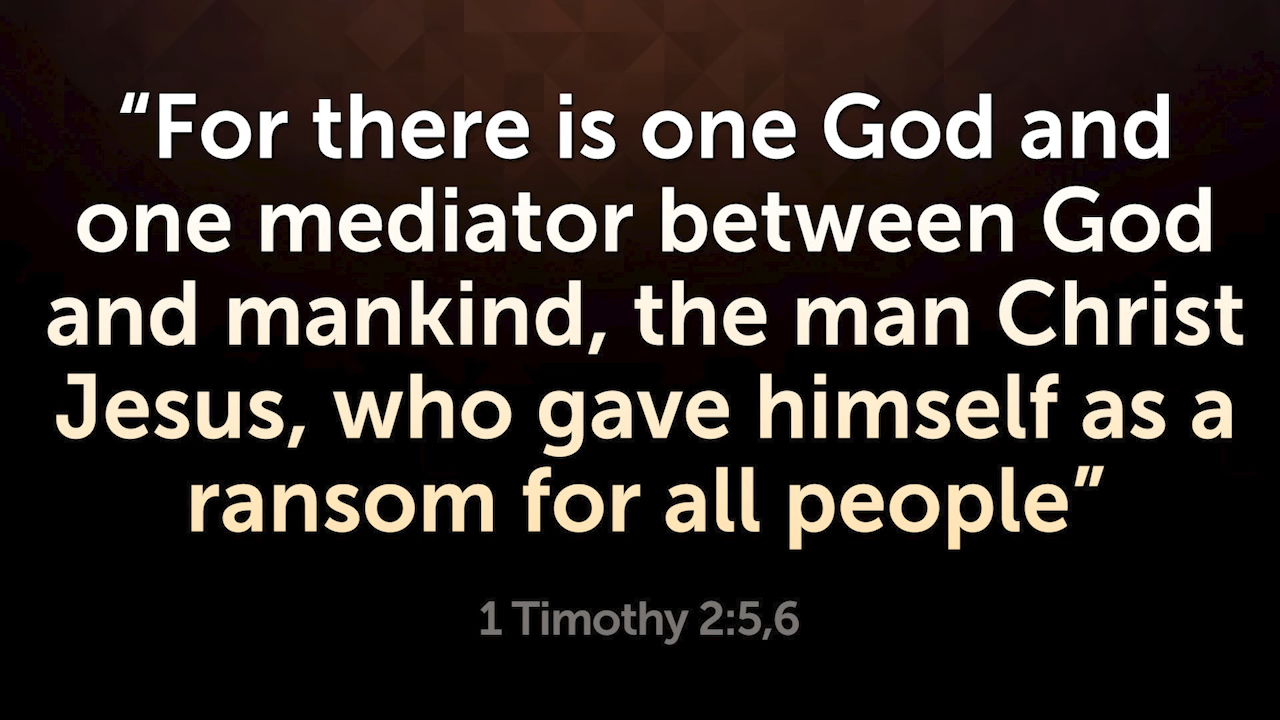 “For there is one God and
one mediator between God
and mankind, the man Christ
Jesus, who gave himself as a
ransom for all people”
1 Timothy 2:5,6